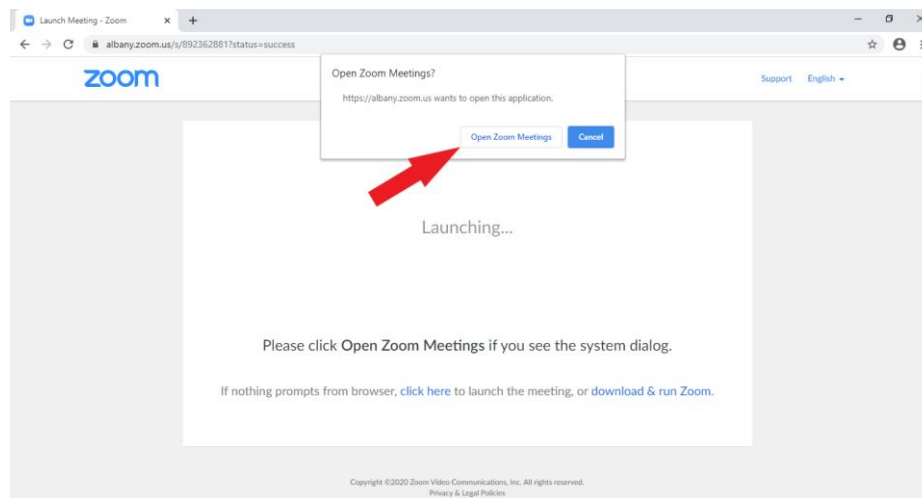 Launch Meeting - Zoom
albany.zoom.us/s/892362881?status=success
zoom
Support English
Open Zoom Meetings?
https://albany.zoom.us wants to open this application.
Open Zoom Meetings Cancel
Launching...
Please click Open Zoom Meetings if you see the system dialog.
If nothing prompts from browser, click here to launch the meeting, or download & run Zoom.
Copyright ©2020 Zoom Video Communications, Inc. All rights reserved.
Privacy & Legal Policies